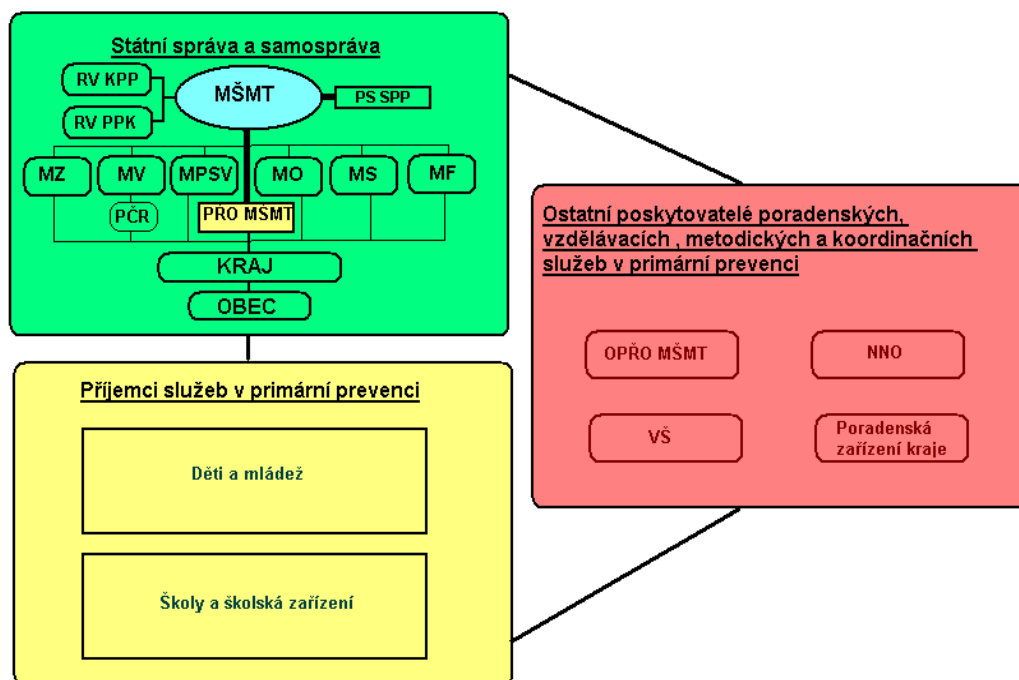 Státní správa a samospráva
RV KPP
MŠMT
PS SPP
RV PPK
MZ
MV
MPSV
MO
MS
MF
PČR
PŘO MŠMT
KRAJ
OBEC
Ostatní poskytovatelé poradenských,
vzdělávacích , metodických a koordinačních
služeb v primární prevenci
OPŘO MŠMT
NNO
VŠ
Poradenská
zařízení kraje
Příjemci služeb v primární prevenci
Děti a mládež
Školy a školská zařízení